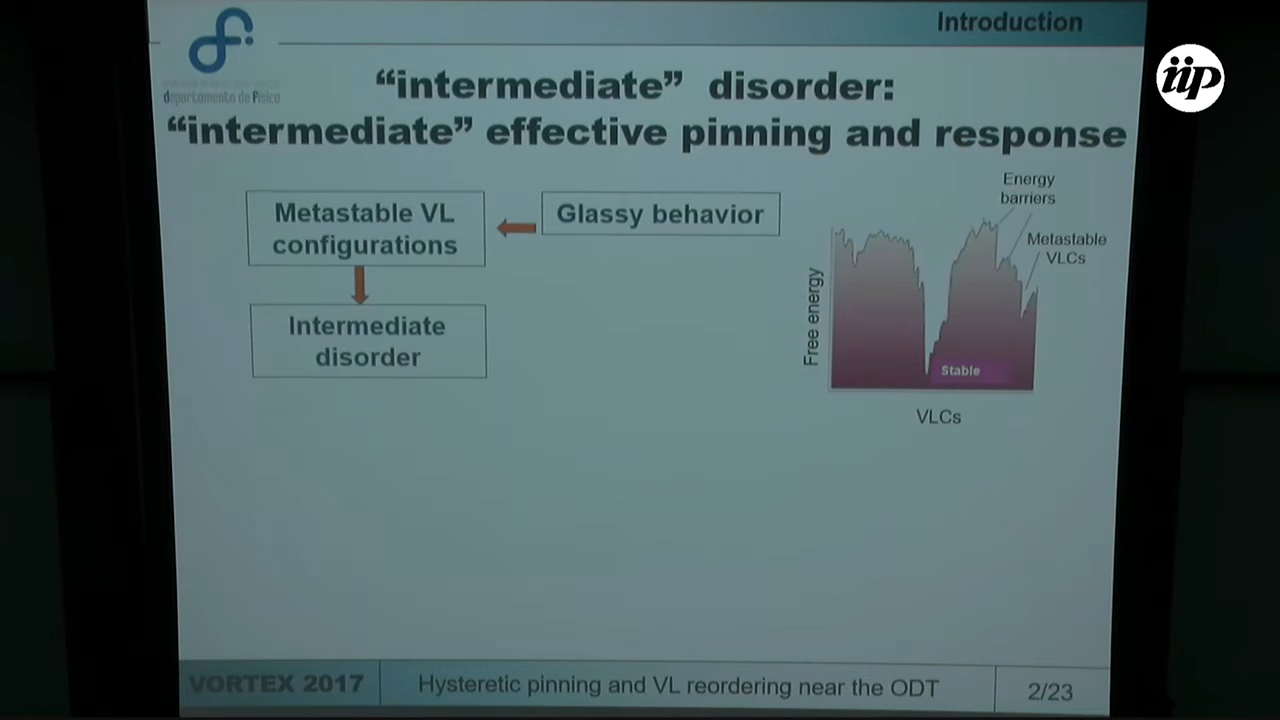 Introduction
iip
departamento de Física
“intermediate” disorder:
“intermediate” effective pinning and response
Metastable VL
configurations
Glassy behavior
Intermediate
disorder
Energy
barriers
Metastable
VLCs
Free energy
Stable
VLCs
VORTEX 2017
Hysteretic pinning and VL reordering near the ODT
2/23